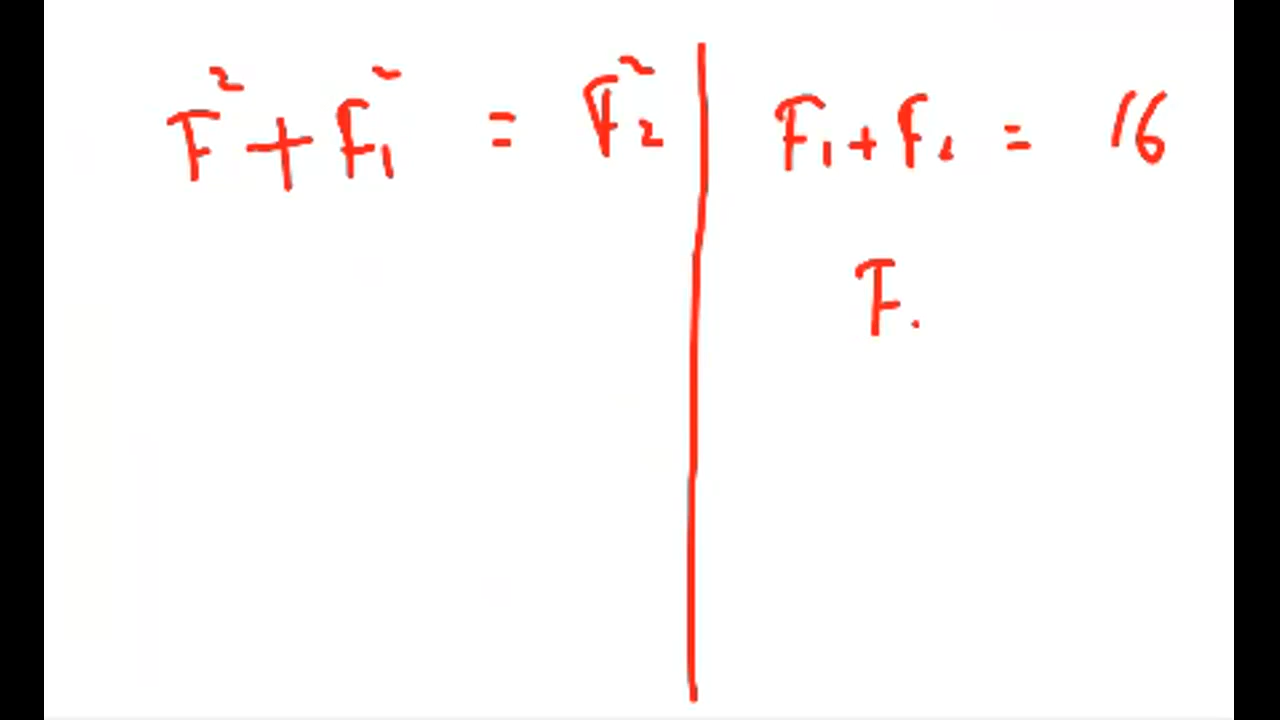 F² + F₁² = F₂²
F₁ + F₂ = 16
F.